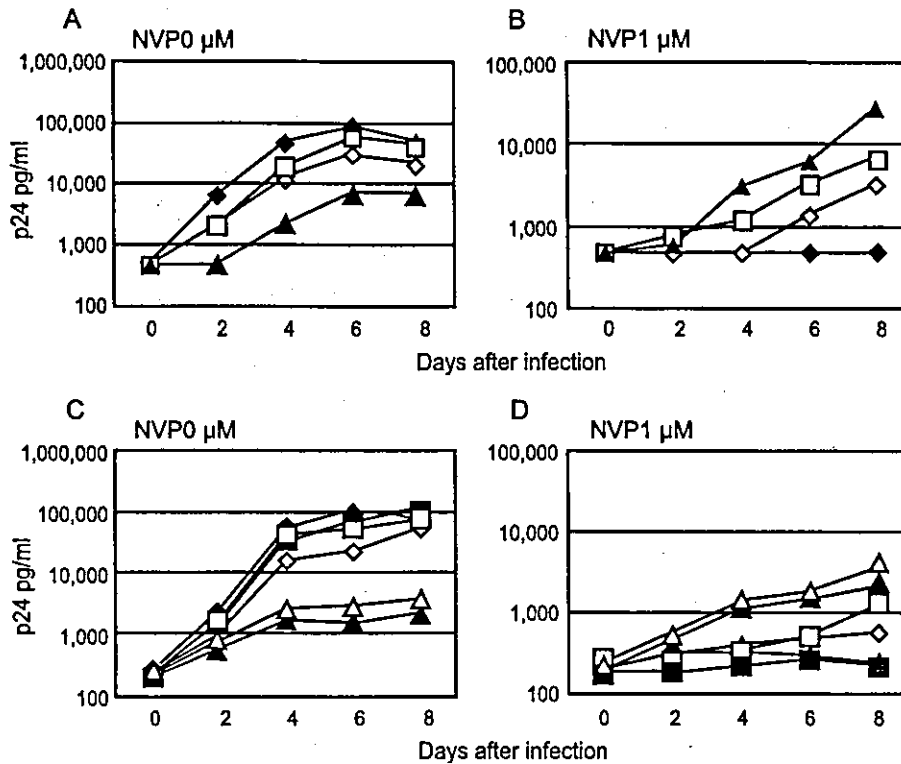 A
NVP0 µM
1,000,000
100,000
10,000
1,000
100
p24 pg/ml
0 2 4 6 8
B
NVP1 µM
100,000
10,000
1,000
100
0 2 4 6 8
Days after infection
C
NVP0 µM
1,000,000
100,000
10,000
1,000
100
p24 pg/ml
0 2 4 6 8
D
NVP1 µM
100,000
10,000
1,000
100
0 2 4 6 8
Days after infection